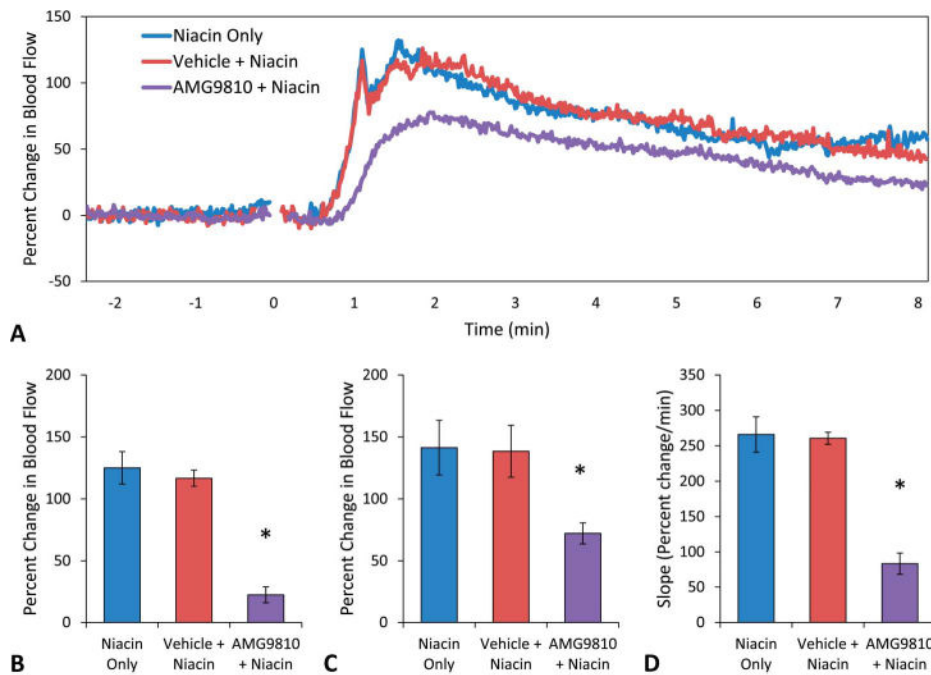 Percent Change in Blood Flow
150
100
50
0
-50
Niacin Only
Vehicle + Niacin
AMG9810 + Niacin
-2 -1 0 1 2 3 4 5 6 7 8
Time (min)
A
Percent Change in Blood Flow
200
150
100
50
0
*
Niacin Only
Vehicle + Niacin
AMG9810 + Niacin
B
Percent Change in Blood Flow
200
150
100
50
0
*
Niacin Only
Vehicle + Niacin
AMG9810 + Niacin
C
Slope (Percent change/min)
350
300
250
200
150
100
50
0
*
Niacin Only
Vehicle + Niacin
AMG9810 + Niacin
D